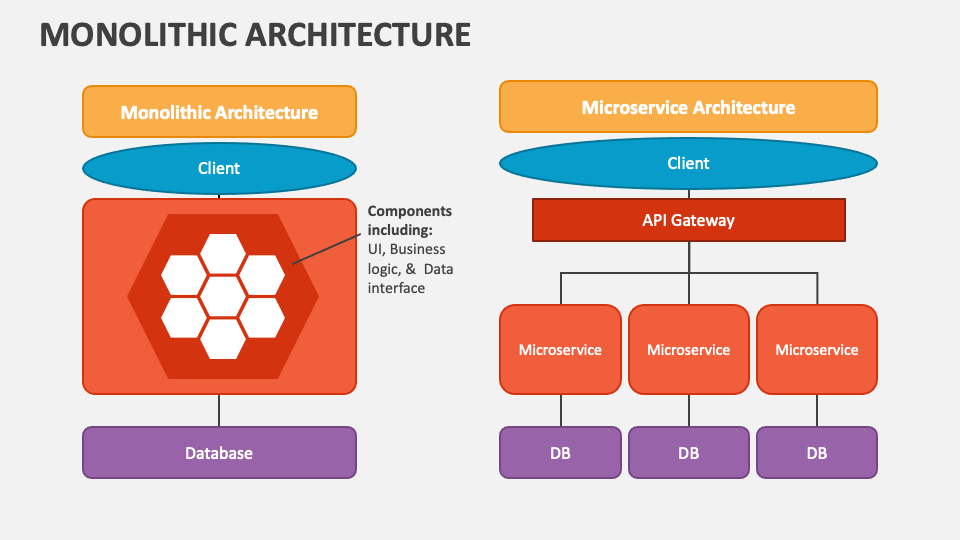 MONOLITHIC ARCHITECTURE
Monolithic Architecture
Client
Components
including:
UI, Business
logic, & Data
interface
Database
Microservice Architecture
Client
API Gateway
Microservice
Microservice
Microservice
DB
DB
DB